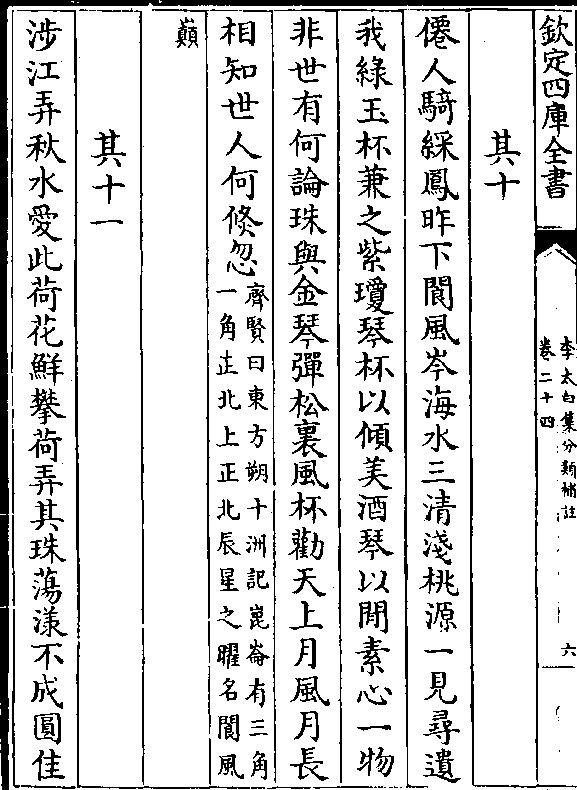 欽定四庫全書
李太白集分類補註
卷二十四
六
其十
僊人騎綵鳳昨下閬風岑海水三清淺桃源一見尋遺
我綠玉杯兼之紫瓊琴杯以傾美酒琴以閒素心二物
非世有何論珠與金琴彈松裏風杯勸天上月風月長
相知世人何倐忽
齊賢曰東方朔十洲記崑崙有三角
一角正北上正北辰星之曜名閬風
巔
其十一
涉江弄秋水愛此荷花鮮攀荷弄其珠蕩漾不成圓佳